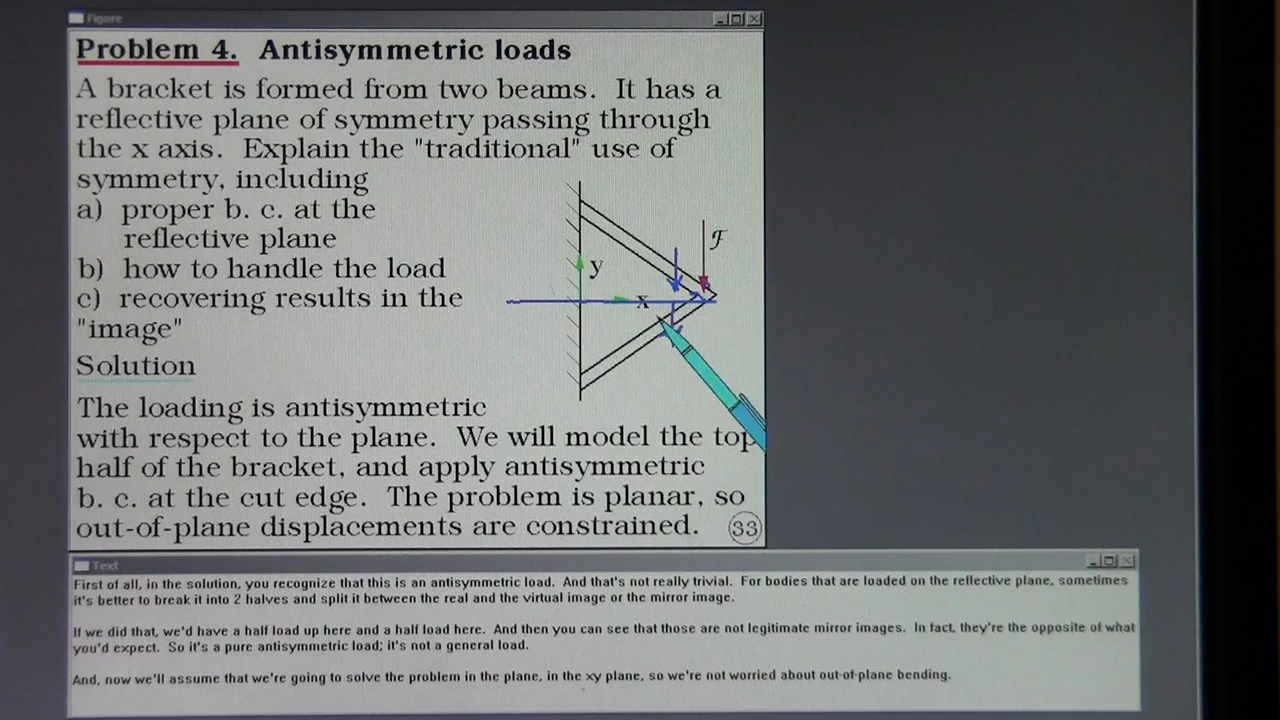 Figure
Problem 4. Antisymmetric loads
A bracket is formed from two beams. It has a
reflective plane of symmetry passing through
the x axis. Explain the "traditional" use of
symmetry, including
a) proper b. c. at the
reflective plane
b) how to handle the load
c) recovering results in the
"image"
ℱ
y
x
Solution
The loading is antisymmetric
with respect to the plane. We will model the top
half of the bracket, and apply antisymmetric
b. c. at the cut edge. The problem is planar, so
out-of-plane displacements are constrained.
33
Text
First of all, in the solution, you recognize that this is an antisymmetric load. And that's not really trivial. For bodies that are loaded on the reflective plane, sometimes
it's better to break it into 2 halves and split it between the real and the virtual image or the mirror image.
If we did that, we'd have a half load up here and a half load here. And then you can see that those are not legitimate mirror images. In fact, they're the opposite of what
you'd expect. So it's a pure antisymmetric load; it's not a general load.
And, now we'll assume that we're going to solve the problem in the plane, in the xy plane, so we're not worried about out-of-plane bending.